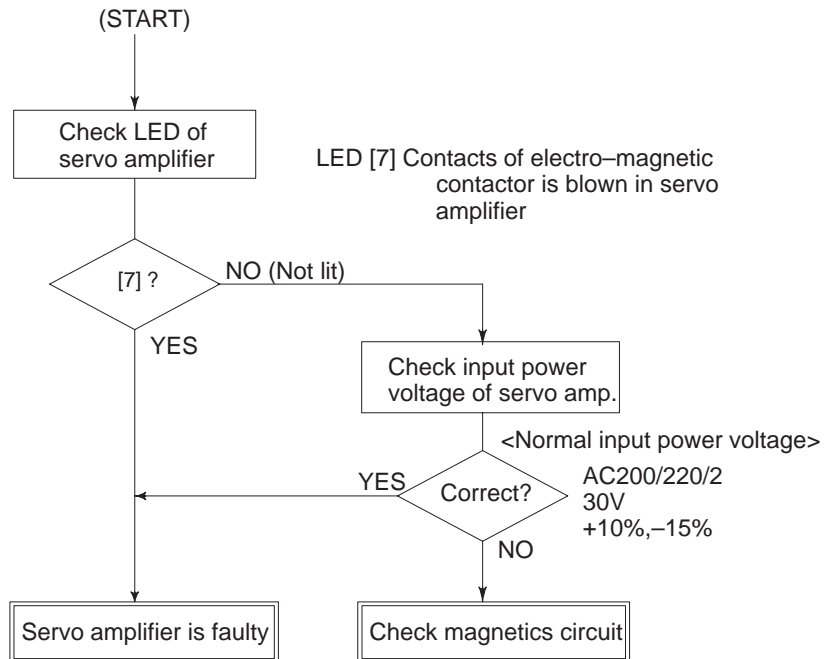 (START)
Check LED of
servo amplifier
LED [7] Contacts of electro–magnetic
contactor is blown in servo
amplifier
[7] ?
NO (Not lit)
YES
Check input power
voltage of servo amp.
<Normal input power voltage>
YES
Correct?
AC200/220/2
30V
+10%,–15%
NO
Servo amplifier is faulty
Check magnetics circuit